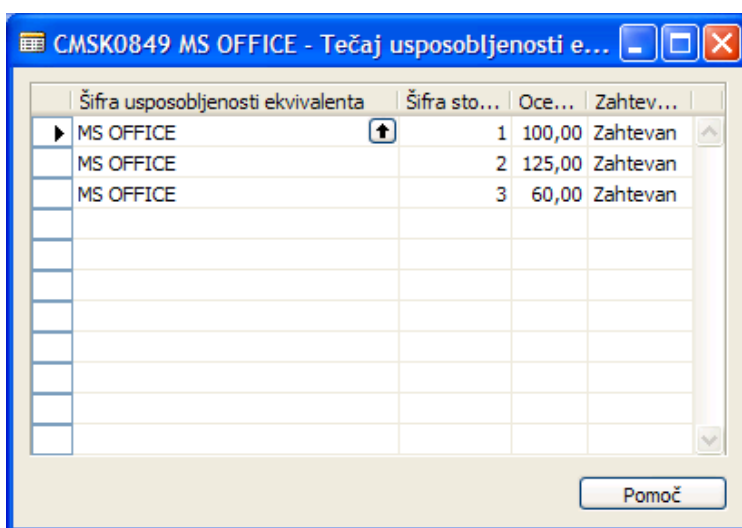 CMSK0849 MS OFFICE - Tečaj usposobljenosti e...
Šifra usposobljenosti ekvivalenta Šifra sto... Oce... Zahtev...
MS OFFICE 1 100,00 Zahtevan
MS OFFICE 2 125,00 Zahtevan
MS OFFICE 3 60,00 Zahtevan
Pomoč